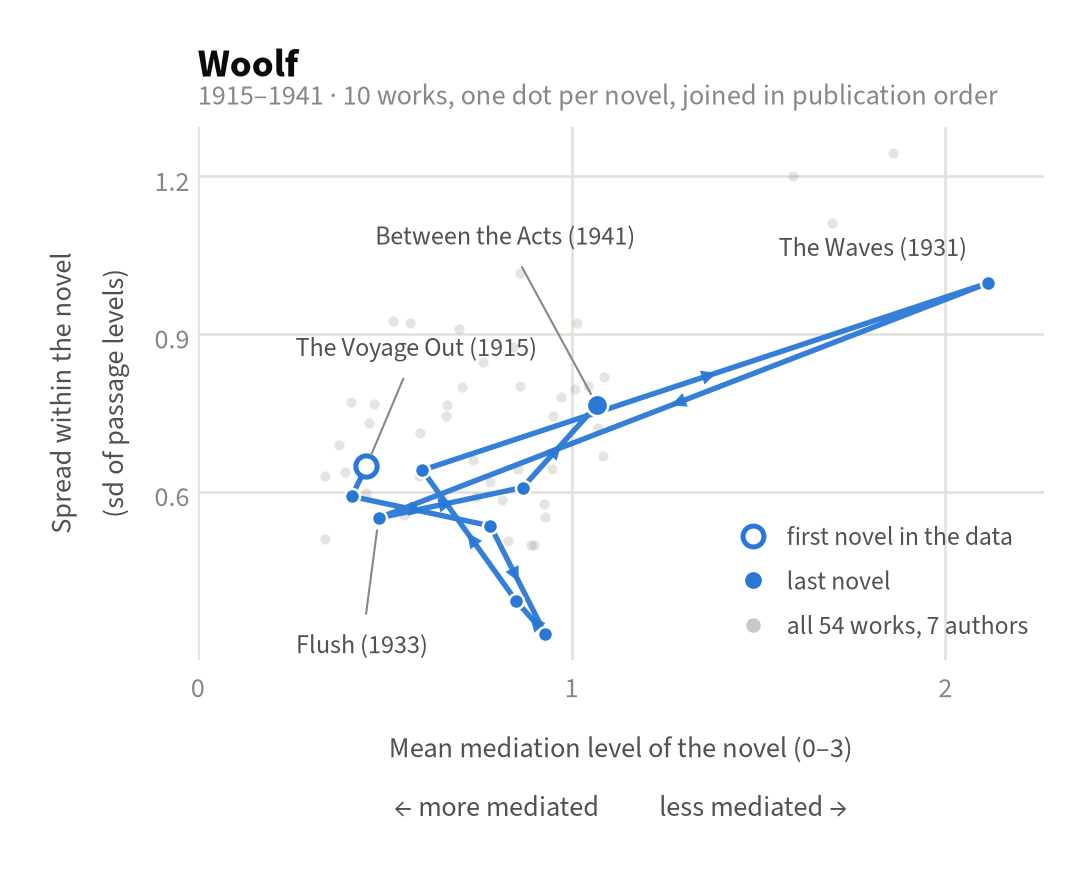 Woolf
1915–1941 · 10 works, one dot per novel, joined in publication order
1.2
0.9
0.6
Spread within the novel
(sd of passage levels)
Between the Acts (1941)
The Waves (1931)
The Voyage Out (1915)
Flush (1933)
first novel in the data
last novel
all 54 works, 7 authors
0
1
2
Mean mediation level of the novel (0–3)
← more mediated
less mediated →